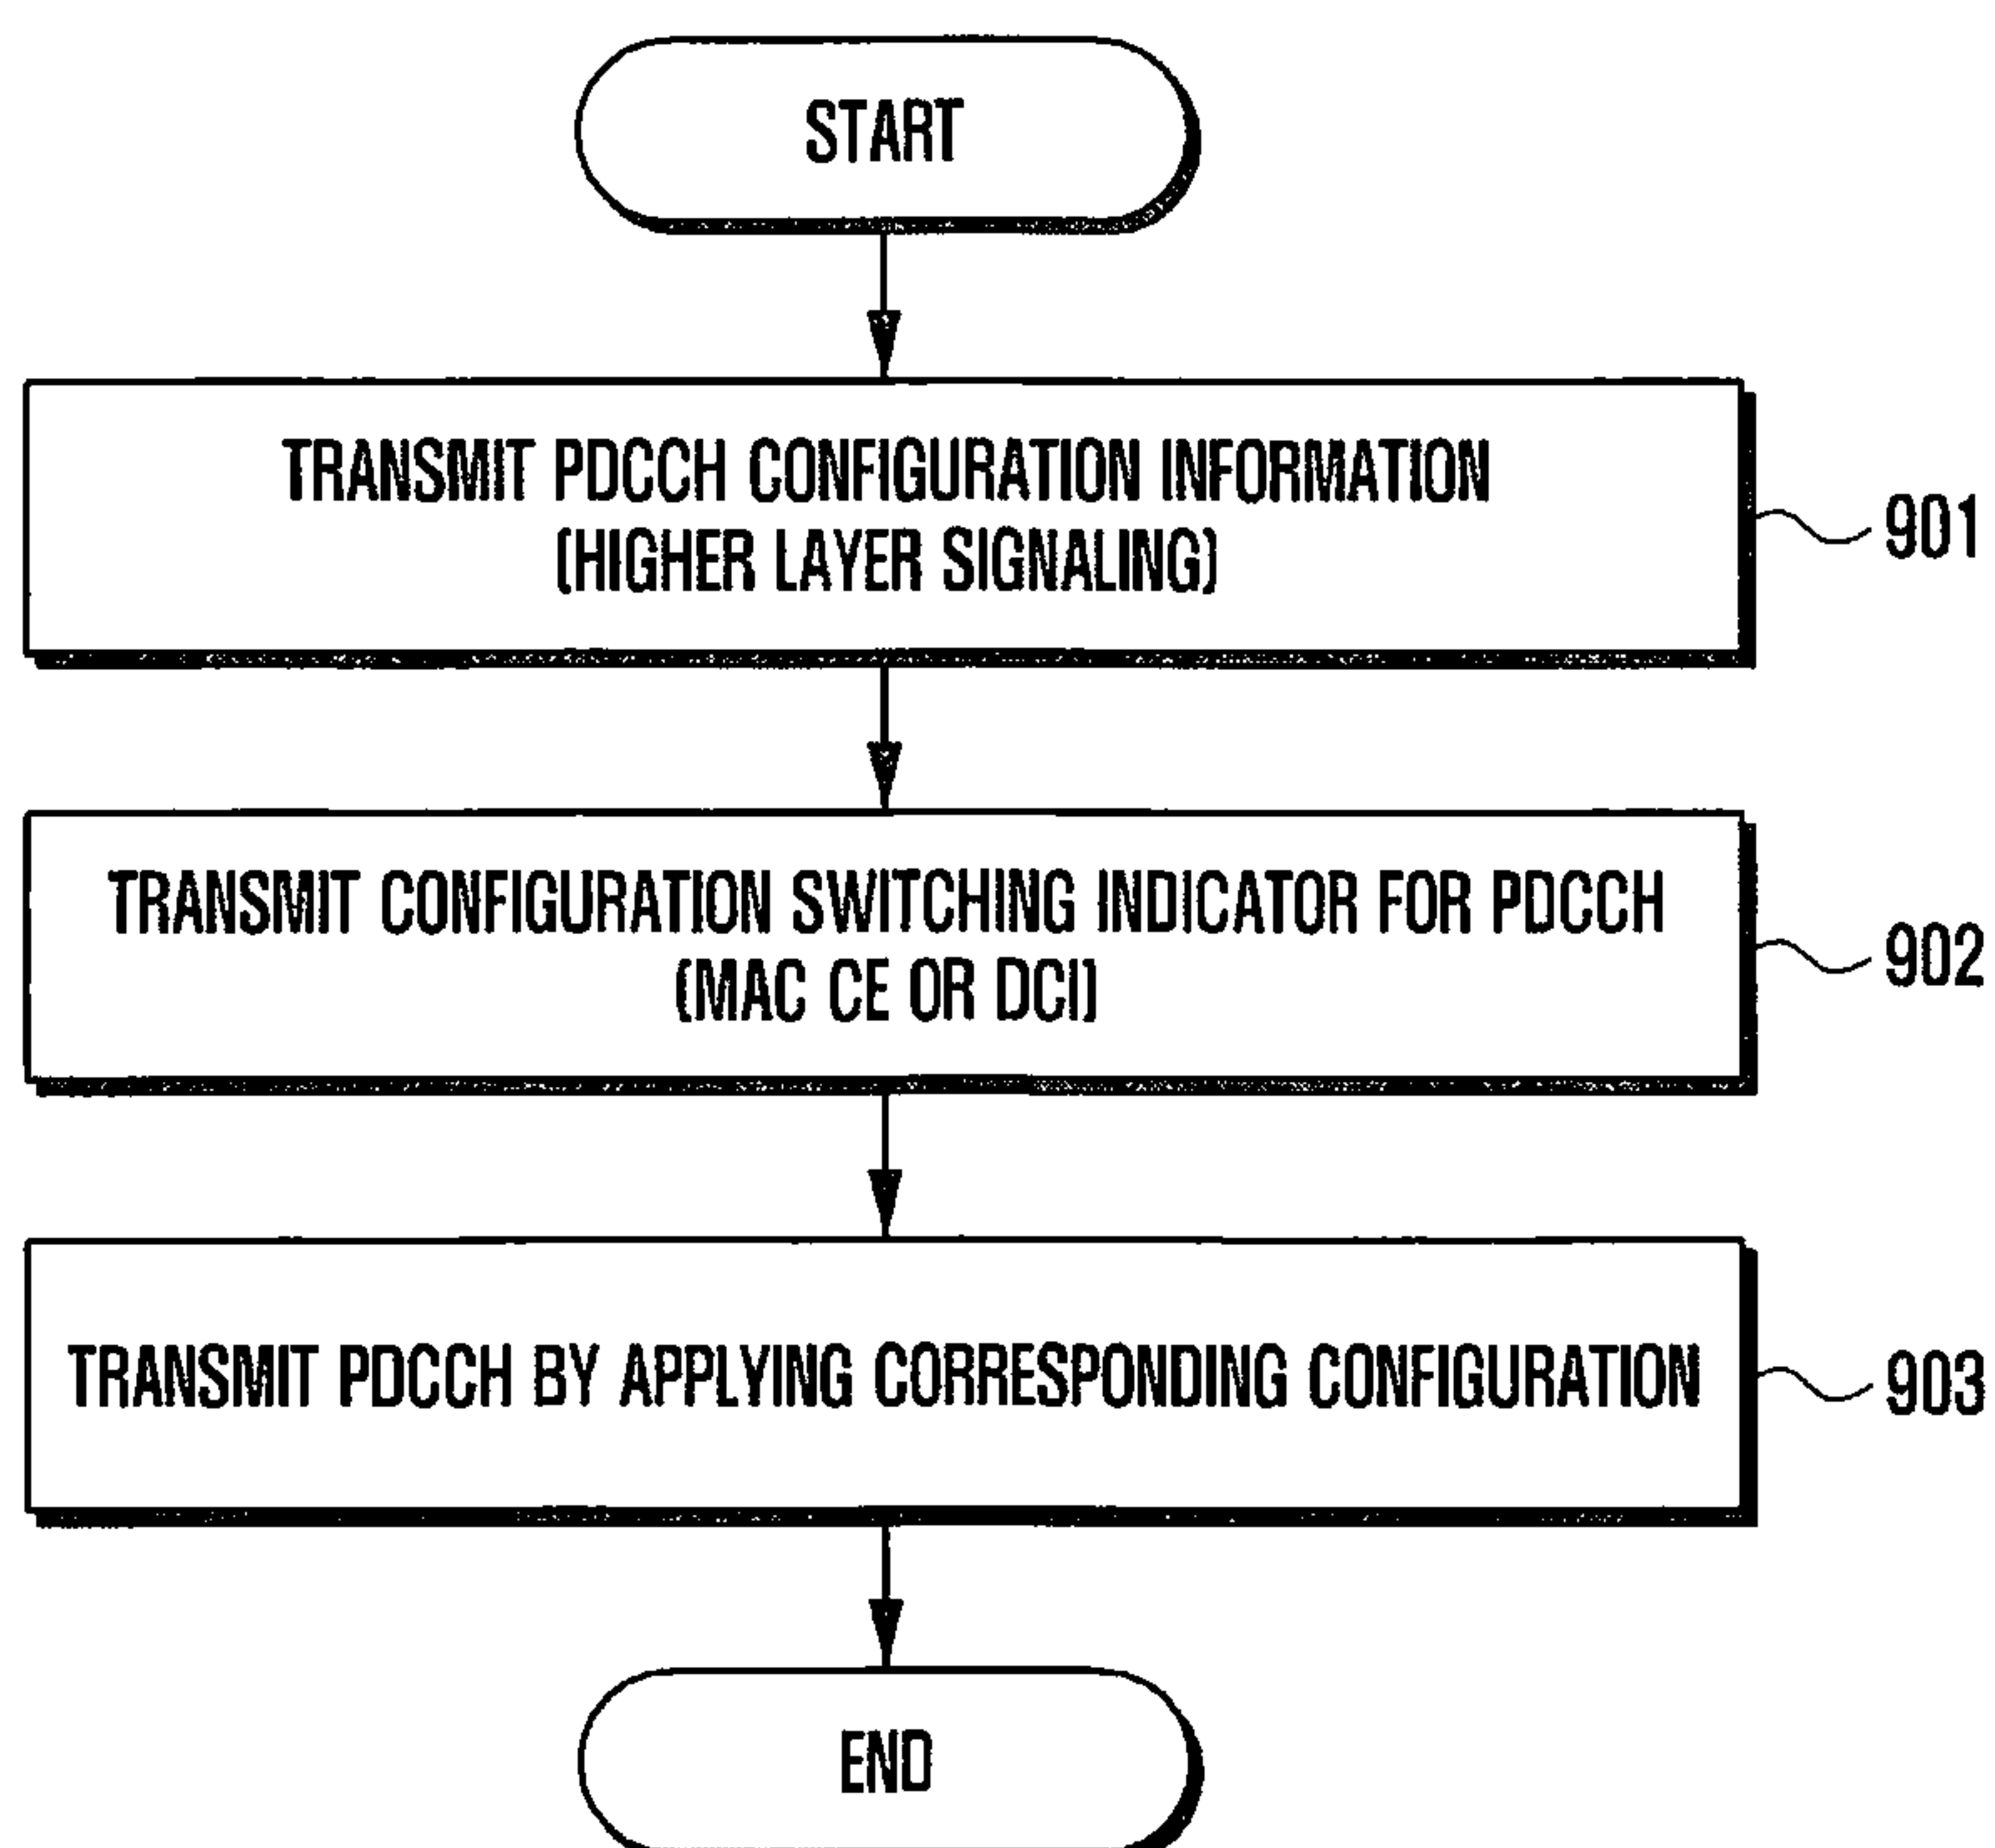 START
TRANSMIT PDCCH CONFIGURATION INFORMATION
(HIGHER LAYER SIGNALING)
901
TRANSMIT CONFIGURATION SWITCHING INDICATOR FOR PDCCH
(MAC CE OR DCI)
902
TRANSMIT PDCCH BY APPLYING CORRESPONDING CONFIGURATION
903
END